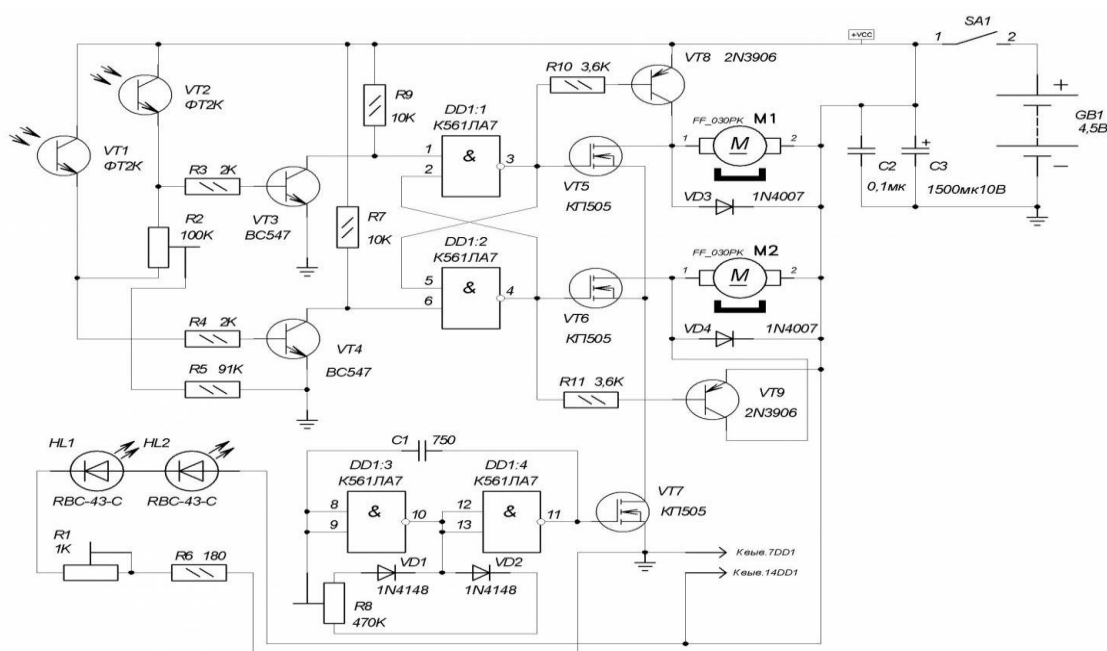 SA1
+VCC
1
2
VT8 2N3906
R10 3,6K
VT2
ФТ2К
R9
10K
DD1:1
К561ЛА7
FF_030PK M1
+
GB1
4,5В
VT1
ФТ2К
1
&
3
1
M
2
C2
0,1мк
+
C3
1500мк10В
2
R3 2K
VT5
КП505
VD3
1N4007
R2
100K
VT3
BC547
R7
10K
DD1:2
К561ЛА7
FF_030PK M2
5
&
4
1
M
2
6
R4 2K
VT6
КП505
VD4
1N4007
VT4
BC547
R5 91K
R11 3,6K
VT9
2N3906
C1 750
HL1
HL2
DD1:3
К561ЛА7
DD1:4
К561ЛА7
RBC-43-C
RBC-43-C
8
9
&
10
12
13
&
11
VT7
КП505
R1
1K
R6 180
VD1
1N4148
VD2
1N4148
R8
470K
Квыв.7DD1
Квыв.14DD1